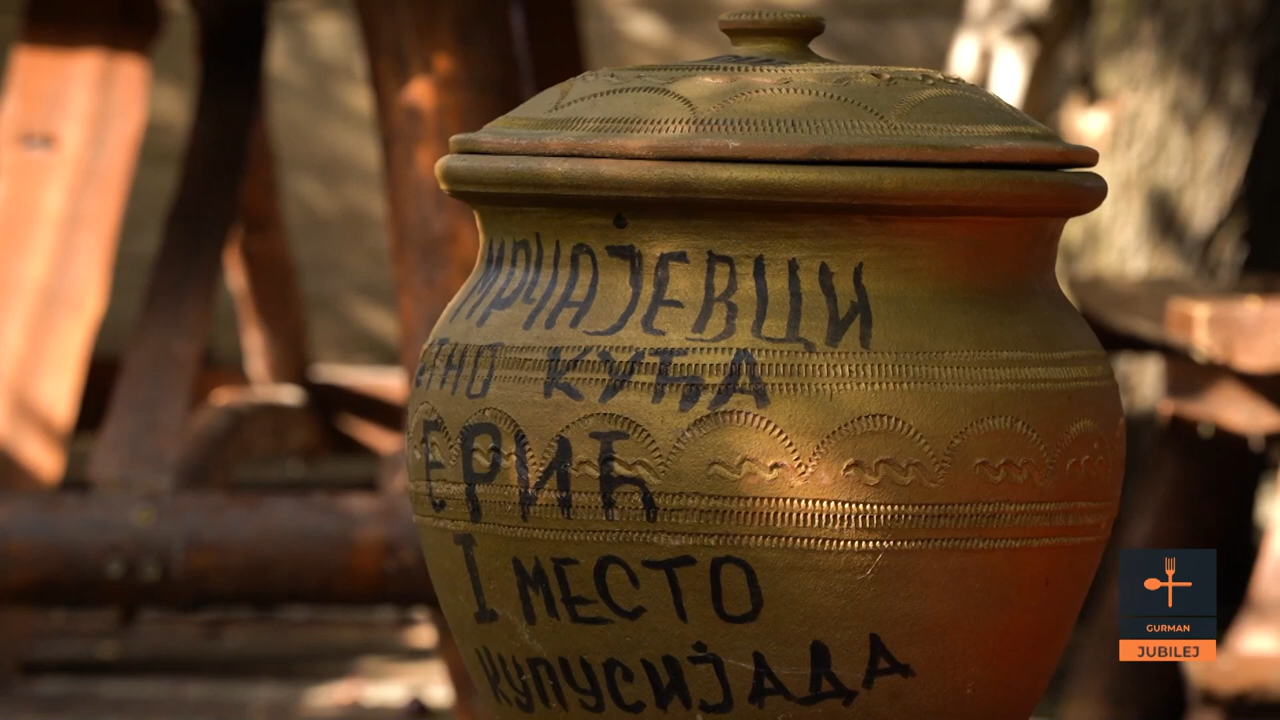 МРЧАЈЕВЦИ
КУЋА
ЕРИЋ
I МЕСТО
КУПУСИЈАДА
GURMAN
JUBILEJ